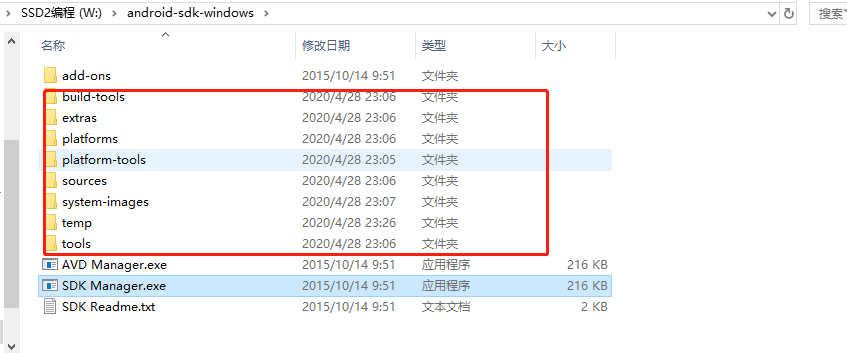 SSD2编程 (W:) > android-sdk-windows > 搜索"
名称 修改日期 类型 大小
add-ons 2015/10/14 9:51 文件夹
build-tools 2020/4/28 23:06 文件夹
extras 2020/4/28 23:06 文件夹
platforms 2020/4/28 23:06 文件夹
platform-tools 2020/4/28 23:05 文件夹
sources 2020/4/28 23:06 文件夹
system-images 2020/4/28 23:07 文件夹
temp 2020/4/28 23:26 文件夹
tools 2020/4/28 23:06 文件夹
AVD Manager.exe 2015/10/14 9:51 应用程序 216 KB
SDK Manager.exe 2015/10/14 9:51 应用程序 216 KB
SDK Readme.txt 2015/10/14 9:51 文本文档 2 KB